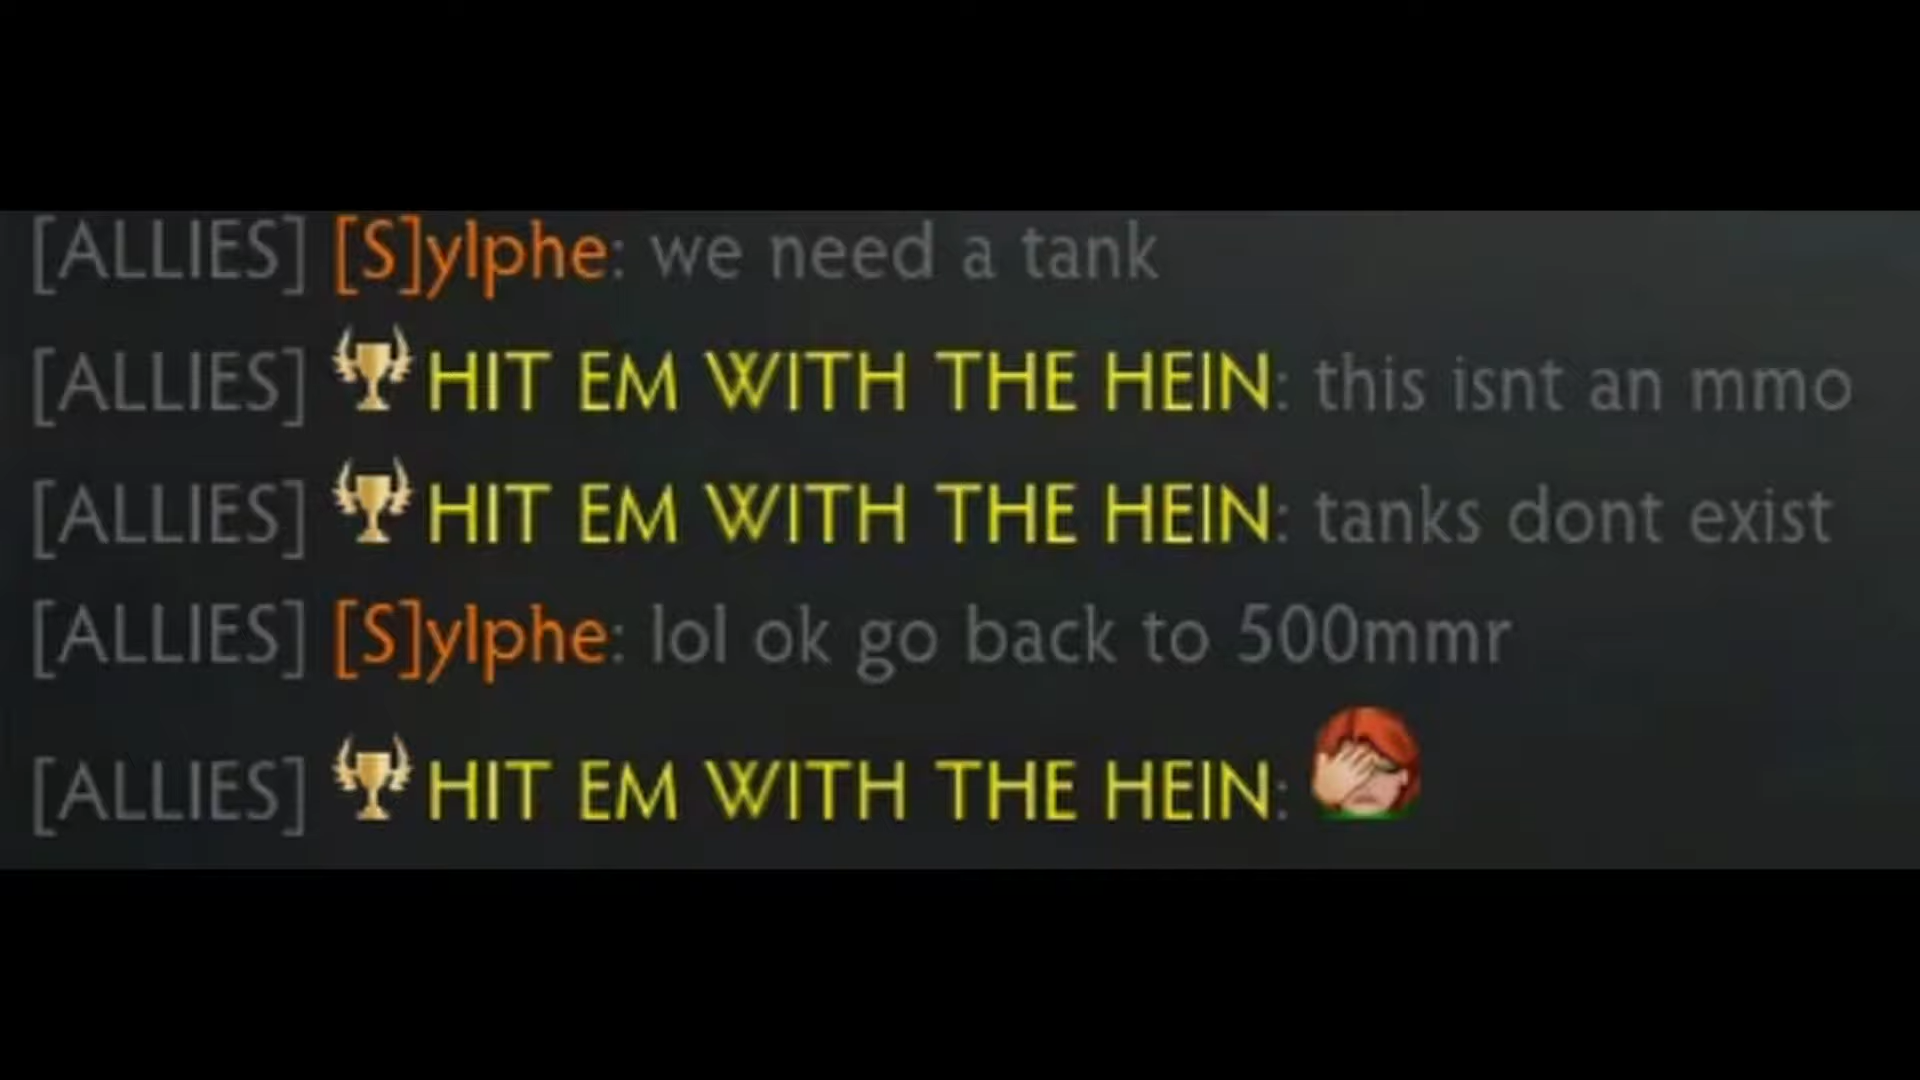 [ALLIES] [S]ylphe: we need a tank
[ALLIES] HIT EM WITH THE HEIN: this isnt an mmo
[ALLIES] HIT EM WITH THE HEIN: tanks dont exist
[ALLIES] [S]ylphe: lol ok go back to 500mmr
[ALLIES] HIT EM WITH THE HEIN: